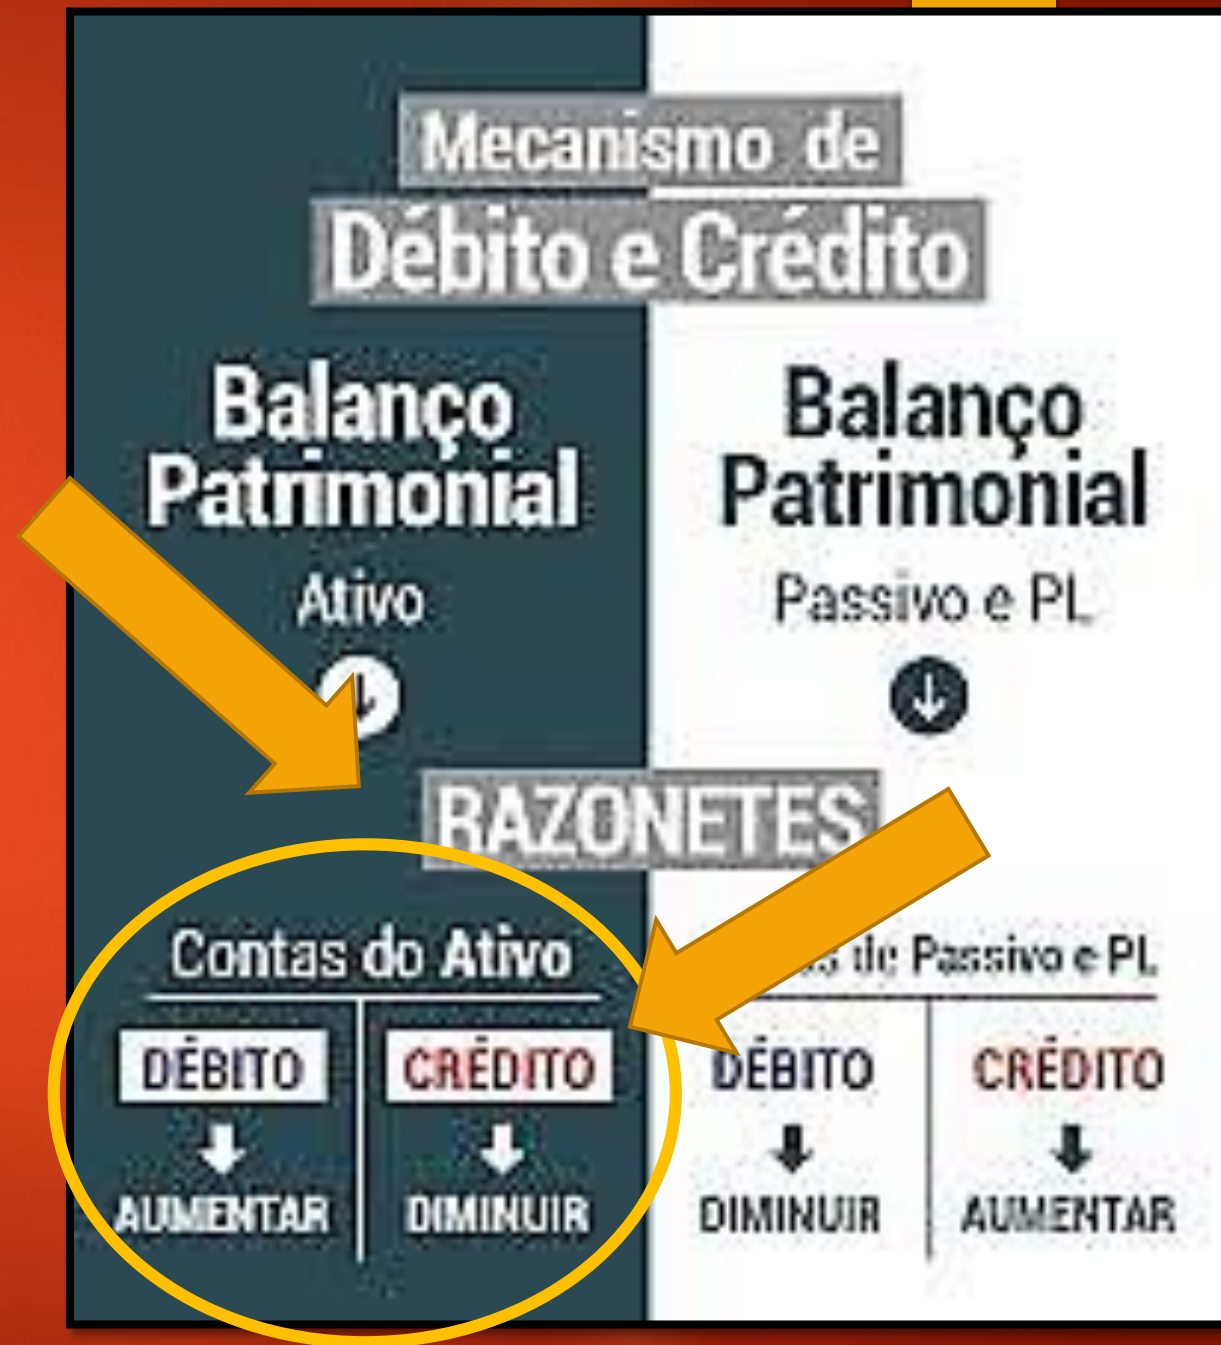 Mecanismo de
Débito e Crédito
Balanço
Patrimonial
Ativo
Balanço
Patrimonial
Passivo e PL
RAZONETES
Contas do Ativo
DÉBITO
CRÉDITO
AUMENTAR
DIMINUIR
de Passivo e PL
DÉBITO
CRÉDITO
DIMINUIR
AUMENTAR